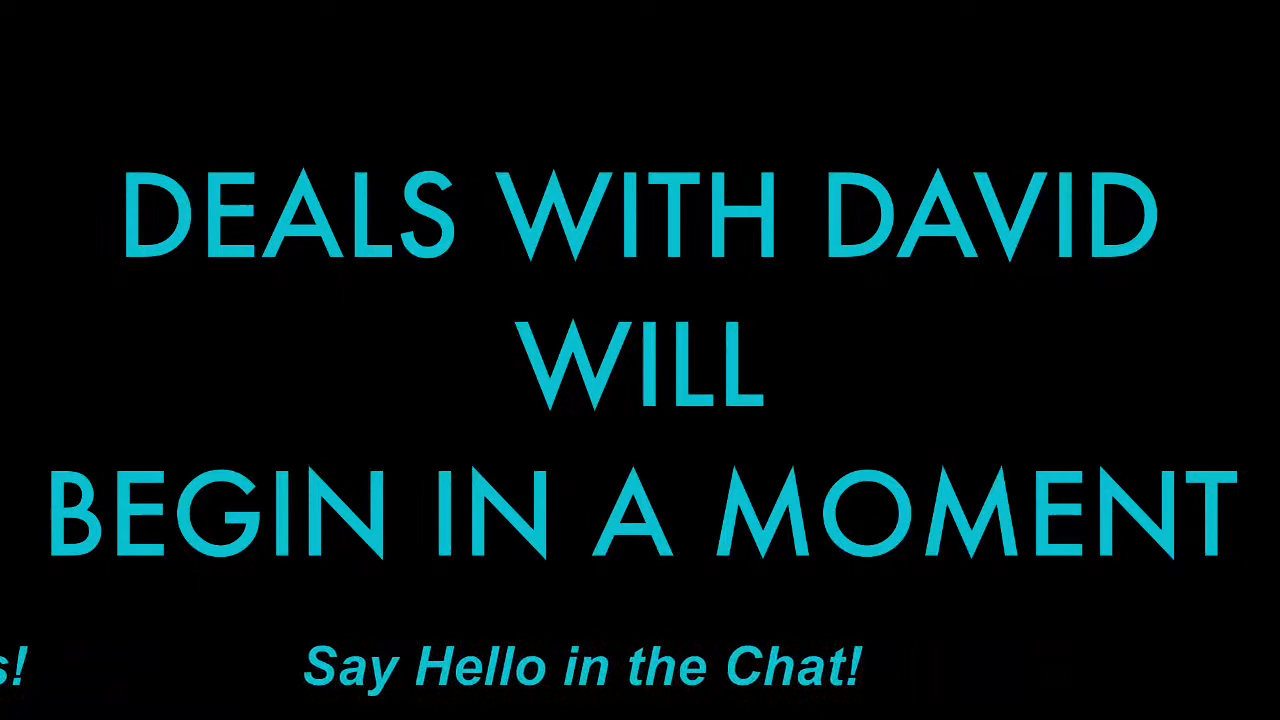 DEALS WITH DAVID
WILL
BEGIN IN A MOMENT
s! Say Hello in the Chat!